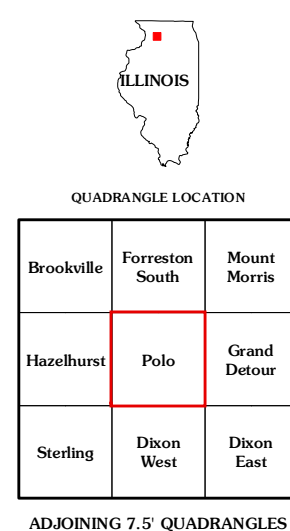 ILLINOIS
QUADRANGLE LOCATION
Brookville
Forreston
South
Mount
Morris
Hazelhurst
Polo
Grand
Detour
Sterling
Dixon
West
Dixon
East
ADJOINING 7.5' QUADRANGLES